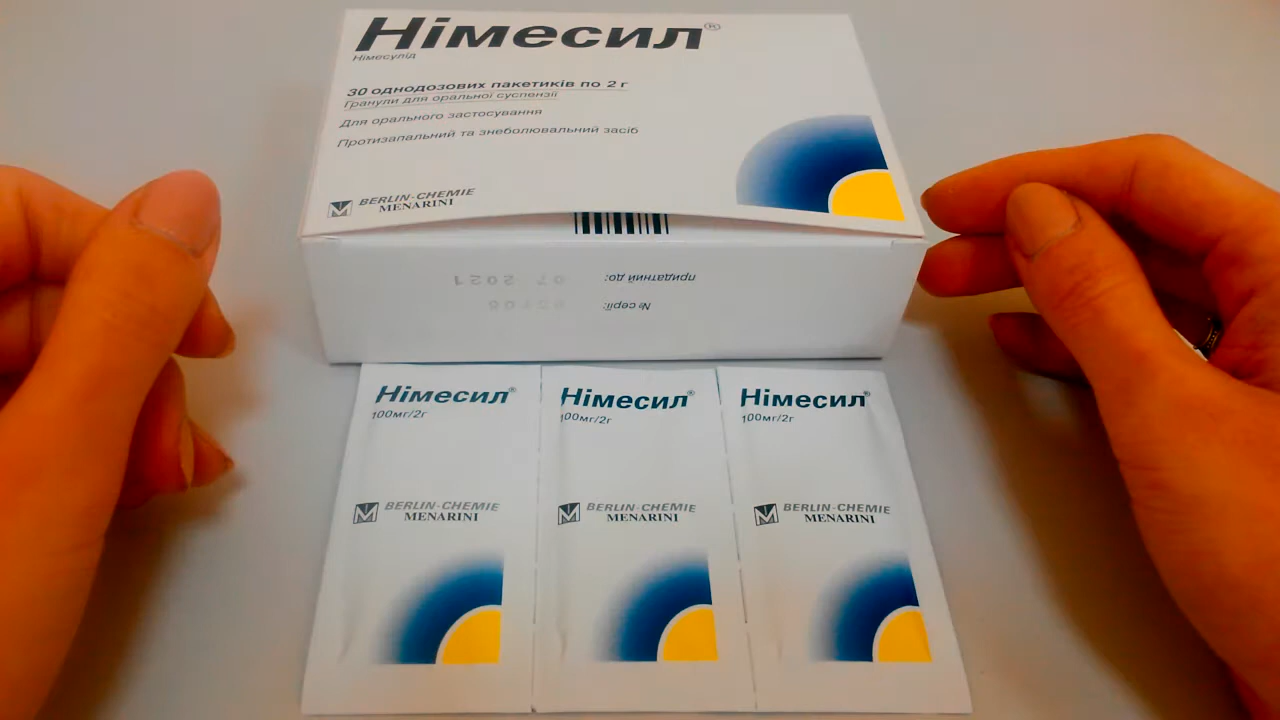 Німесил®
Німесулід
30 однодозових пакетиків по 2 г
Гранули для оральної суспензії
Для орального застосування
Протизапальний та знеболювальний засіб
BERLIN-CHEMIE
MENARINI
придатний до: 07 2021
№ серії:
Німесил®
100мг/2г
BERLIN-CHEMIE
MENARINI
Німесил®
100мг/2г
BERLIN-CHEMIE
MENARINI
Німесил®
100мг/2г
BERLIN-CHEMIE
MENARINI